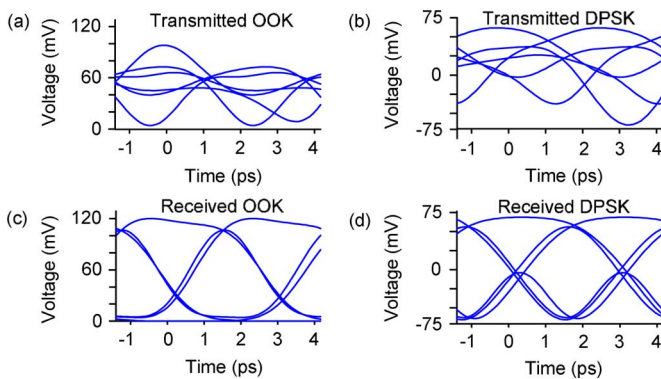 (a) Transmitted OOK
Voltage (mV)
120
60
0
-1 0 1 2 3 4
Time (ps)
(b) Transmitted DPSK
Voltage (mV)
75
0
-75
-1 0 1 2 3 4
Time (ps)
(c) Received OOK
Voltage (mV)
120
60
0
-1 0 1 2 3 4
Time (ps)
(d) Received DPSK
Voltage (mV)
75
0
-75
-1 0 1 2 3 4
Time (ps)